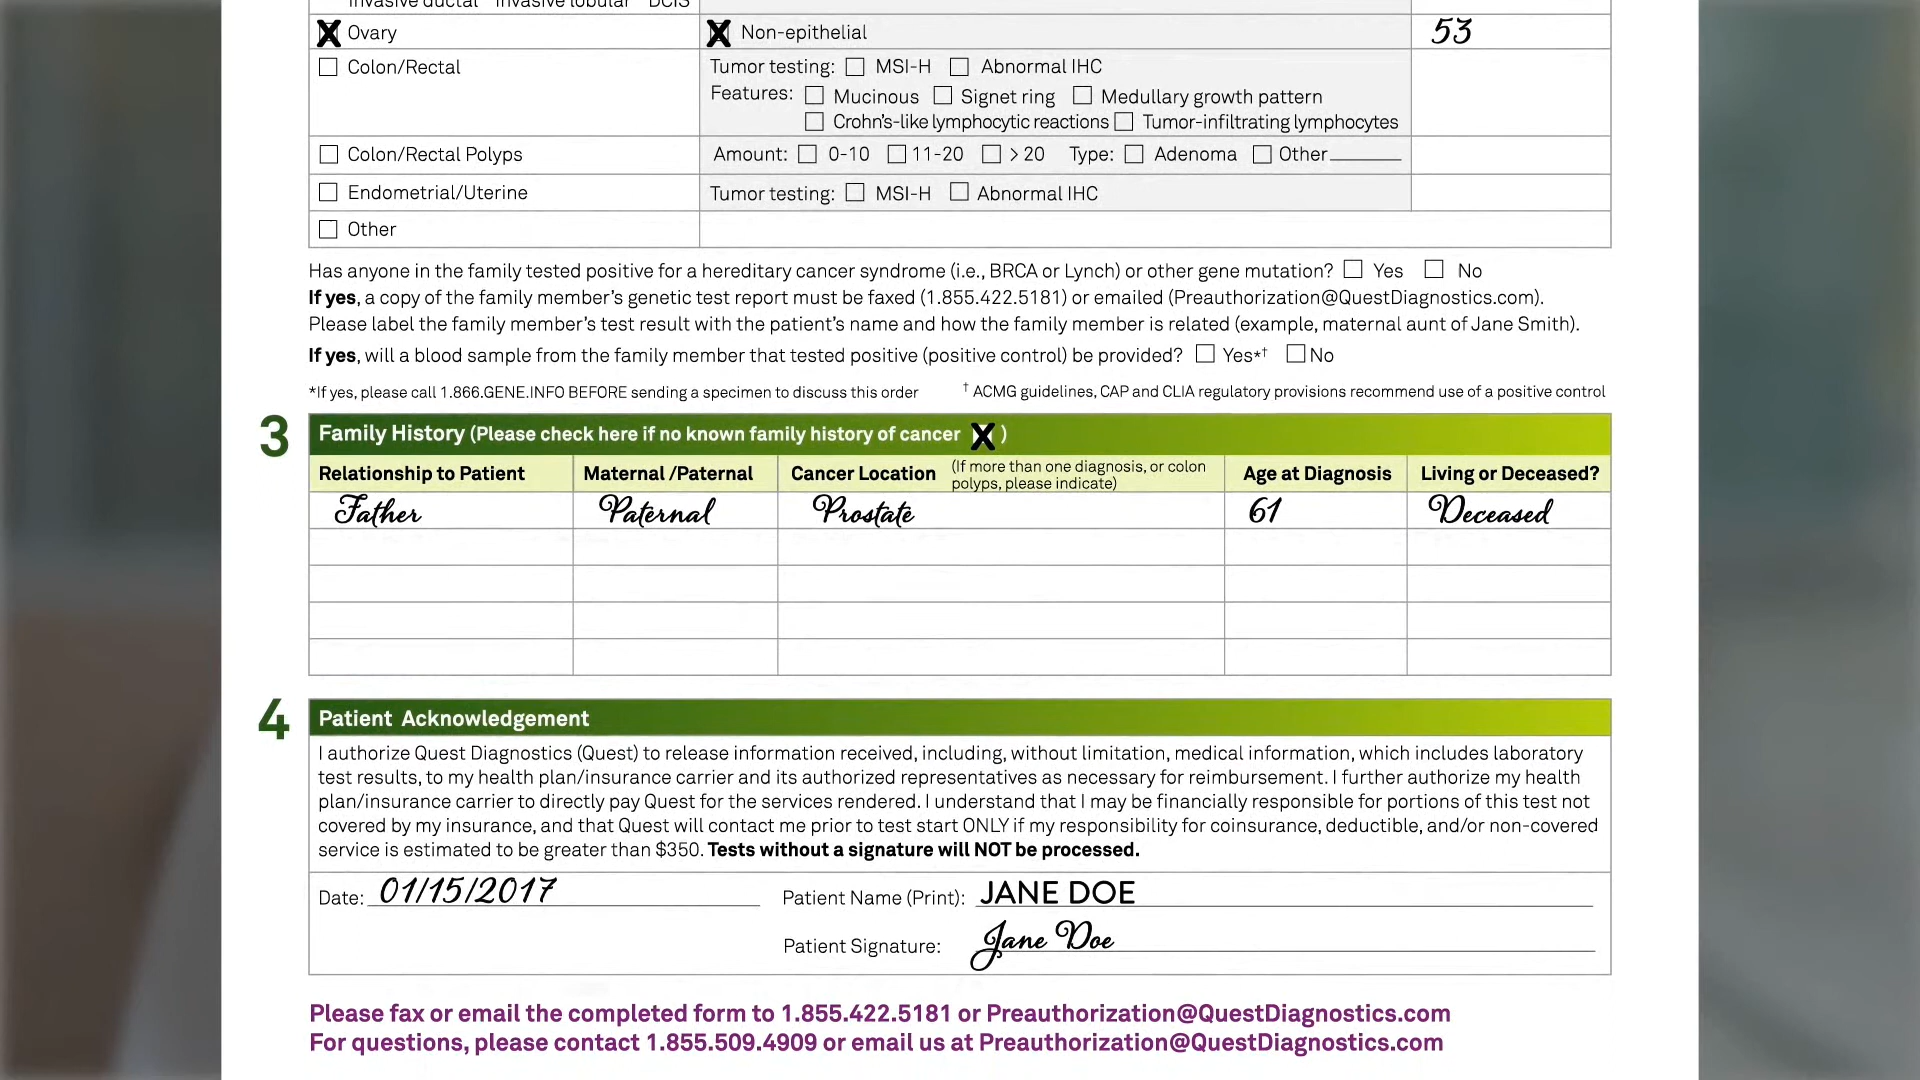 Invasive ductal Invasive lobular DCIS
X Ovary X Non-epithelial 53
Colon/Rectal Tumor testing: MSI-H Abnormal IHC
Features: Mucinous Signet ring Medullary growth pattern
Crohn's-like lymphocytic reactions Tumor-infiltrating lymphocytes
Colon/Rectal Polyps Amount: 0-10 11-20 > 20 Type: Adenoma Other
Endometrial/Uterine Tumor testing: MSI-H Abnormal IHC
Other
Has anyone in the family tested positive for a hereditary cancer syndrome (i.e., BRCA or Lynch) or other gene mutation? Yes No
If yes, a copy of the family member's genetic test report must be faxed (1.855.422.5181) or emailed (Preauthorization@QuestDiagnostics.com).
Please label the family member's test result with the patient's name and how the family member is related (example, maternal aunt of Jane Smith).
If yes, will a blood sample from the family member that tested positive (positive control) be provided? Yes*† No
*If yes, please call 1.866.GENE.INFO BEFORE sending a specimen to discuss this order † ACMG guidelines, CAP and CLIA regulatory provisions recommend use of a positive control
3 Family History (Please check here if no known family history of cancer X )
Relationship to Patient Maternal /Paternal Cancer Location (If more than one diagnosis, or colon polyps, please indicate) Age at Diagnosis Living or Deceased?
Father Paternal Prostate 61 Deceased
4 Patient Acknowledgement
I authorize Quest Diagnostics (Quest) to release information received, including, without limitation, medical information, which includes laboratory
test results, to my health plan/insurance carrier and its authorized representatives as necessary for reimbursement. I further authorize my health
plan/insurance carrier to directly pay Quest for the services rendered. I understand that I may be financially responsible for portions of this test not
covered by my insurance, and that Quest will contact me prior to test start ONLY if my responsibility for coinsurance, deductible, and/or non-covered
service is estimated to be greater than $350. Tests without a signature will NOT be processed.
Date: 01/15/2017 Patient Name (Print): JANE DOE
Patient Signature: Jane Doe
Please fax or email the completed form to 1.855.422.5181 or Preauthorization@QuestDiagnostics.com
For questions, please contact 1.855.509.4909 or email us at Preauthorization@QuestDiagnostics.com